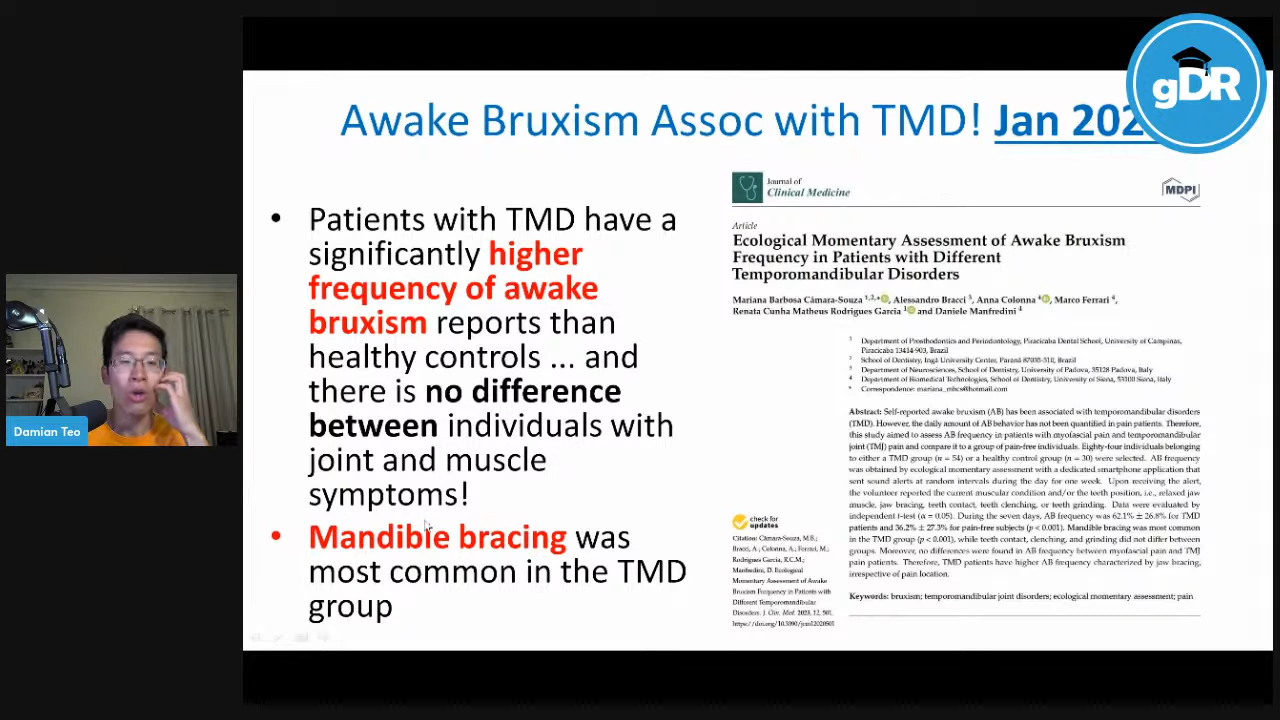 Awake Bruxism Assoc with TMD! Jan 202
gDR
• Patients with TMD have a
significantly higher
frequency of awake
bruxism reports than
healthy controls ... and
there is no difference
between individuals with
joint and muscle
symptoms!
• Mandible bracing was
most common in the TMD
group
Damian Teo
Journal of
Clinical Medicine
MDPI
Article
Ecological Momentary Assessment of Awake Bruxism
Frequency in Patients with Different
Temporomandibular Disorders
Mariana Barbosa Câmara-Souza 1,2,*, Alessandro Bracci 3, Anna Colonna 4, Marco Ferrari 4,
Renata Cunha Matheus Rodrigues Garcia 1 and Daniele Manfredini 4
1 Department of Prosthodontics and Periodontology, Piracicaba Dental School, University of Campinas,
Piracicaba 13414-903, Brazil
2 School of Dentistry, Ingá University Center, Paraná 87035-510, Brazil
3 Department of Neurosciences, School of Dentistry, University of Padova, 35128 Padova, Italy
4 Department of Biomedical Technologies, School of Dentistry, University of Siena, 53100 Siena, Italy
* Correspondence: mariana_mbcs@hotmail.com
Abstract: Self-reported awake bruxism (AB) has been associated with temporomandibular disorders
(TMD). However, the daily amount of AB behavior has not been quantified in pain patients. Therefore,
this study aimed to assess AB frequency in patients with myofascial pain and temporomandibular
joint (TMJ) pain and compare it to a group of pain-free individuals. Eighty-four individuals belonging
to either a TMD group (n = 54) or a healthy control group (n = 30) were selected. AB frequency
was obtained by ecological momentary assessment with a dedicated smartphone application that
sent sound alerts at random intervals during the day for one week. Upon receiving the alert,
the volunteer reported the current muscular condition and/or the teeth position, i.e., relaxed jaw
muscle, jaw bracing, teeth contact, teeth clenching, or teeth grinding. Data were evaluated by
independent t-test (α = 0.05). During the seven days, AB frequency was 62.1% ± 26.8% for TMD
patients and 36.2% ± 27.3% for pain-free subjects (p < 0.001). Mandible bracing was most common
in the TMD group (p < 0.001), while teeth contact, clenching, and grinding did not differ between
groups. Moreover, no differences were found in AB frequency between myofascial pain and TMJ
pain patients. Therefore, TMD patients have higher AB frequency characterized by jaw bracing,
irrespective of pain location.
Keywords: bruxism; temporomandibular joint disorders; ecological momentary assessment; pain
check for
updates
Citation: Câmara-Souza, M.B.;
Bracci, A.; Colonna, A.; Ferrari, M.;
Rodrigues Garcia, R.C.M.;
Manfredini, D. Ecological
Momentary Assessment of Awake
Bruxism Frequency in Patients with
Different Temporomandibular
Disorders. J. Clin. Med. 2023, 12, 501.